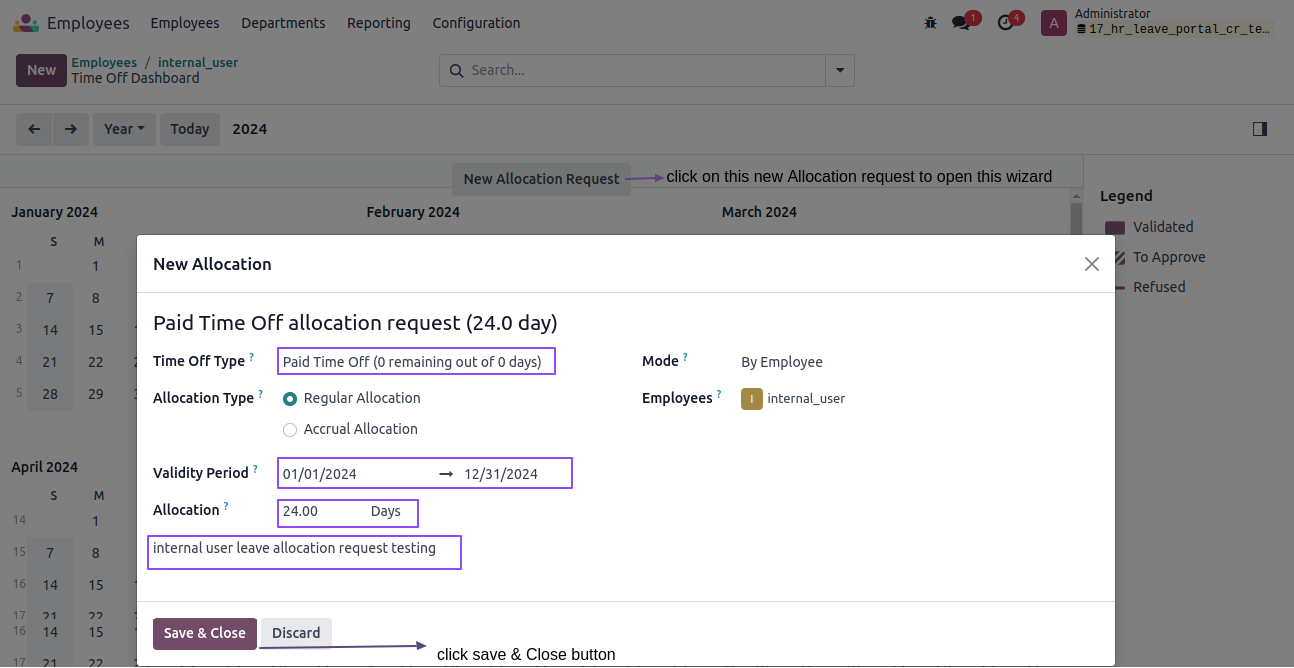 Employees Employees Departments Reporting Configuration 1 4 A Administrator
17_hr_leave_portal_cr_te...
New Employees / internal_user
Time Off Dashboard
Search...
Year Today 2024
New Allocation Request click on this new Allocation request to open this wizard
January 2024 February 2024 March 2024
Legend
Validated
To Approve
Refused
S M
1 1
2 7 8
3 14 15
4 21 22
5 28 29
April 2024
S M
14 1
15 7 8
16 14 15
17 21 22
16 14 15
17 21 22
New Allocation
Paid Time Off allocation request (24.0 day)
Time Off Type ? Paid Time Off (0 remaining out of 0 days) Mode ? By Employee
Allocation Type ? Regular Allocation Employees ? I internal_user
Accrual Allocation
Validity Period ? 01/01/2024 → 12/31/2024
Allocation ? 24.00 Days
internal user leave allocation request testing
Save & Close Discard
click save & Close button